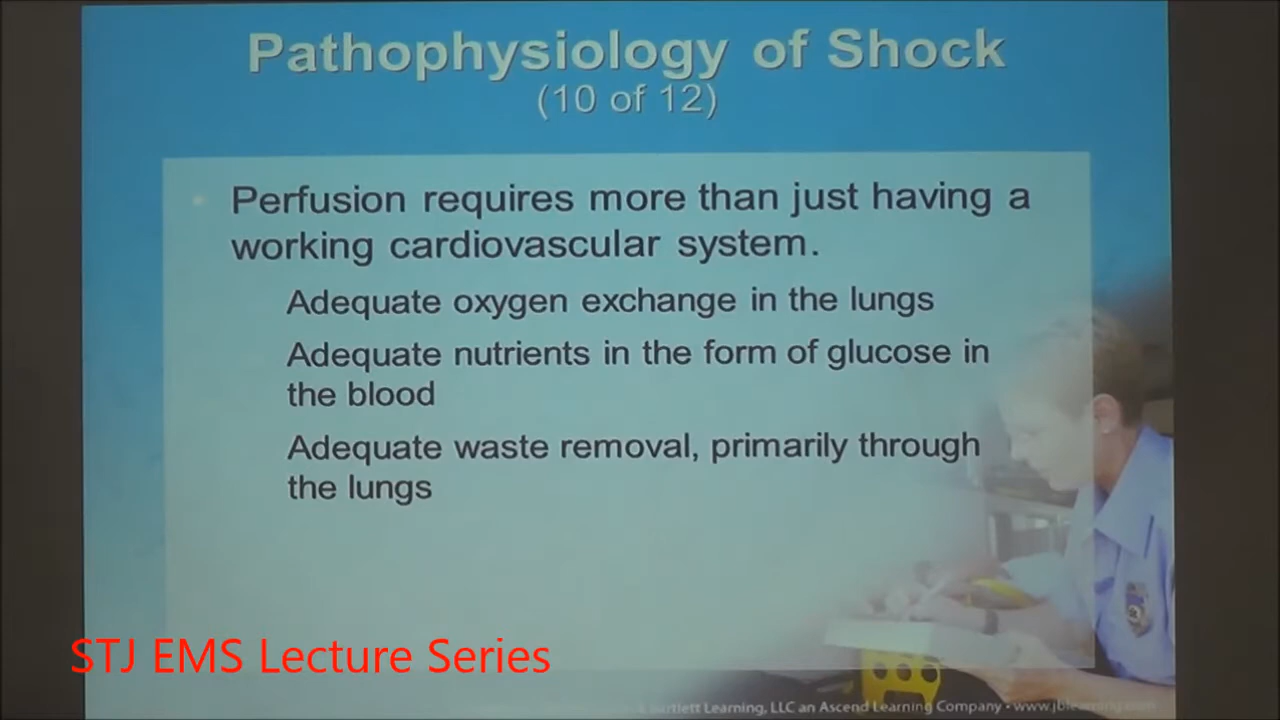 Pathophysiology of Shock
(10 of 12)
Perfusion requires more than just having a
working cardiovascular system.
Adequate oxygen exchange in the lungs
Adequate nutrients in the form of glucose in
the blood
Adequate waste removal, primarily through
the lungs
STJ EMS Lecture Series
Bartlett Learning, LLC an Ascend Learning Company •